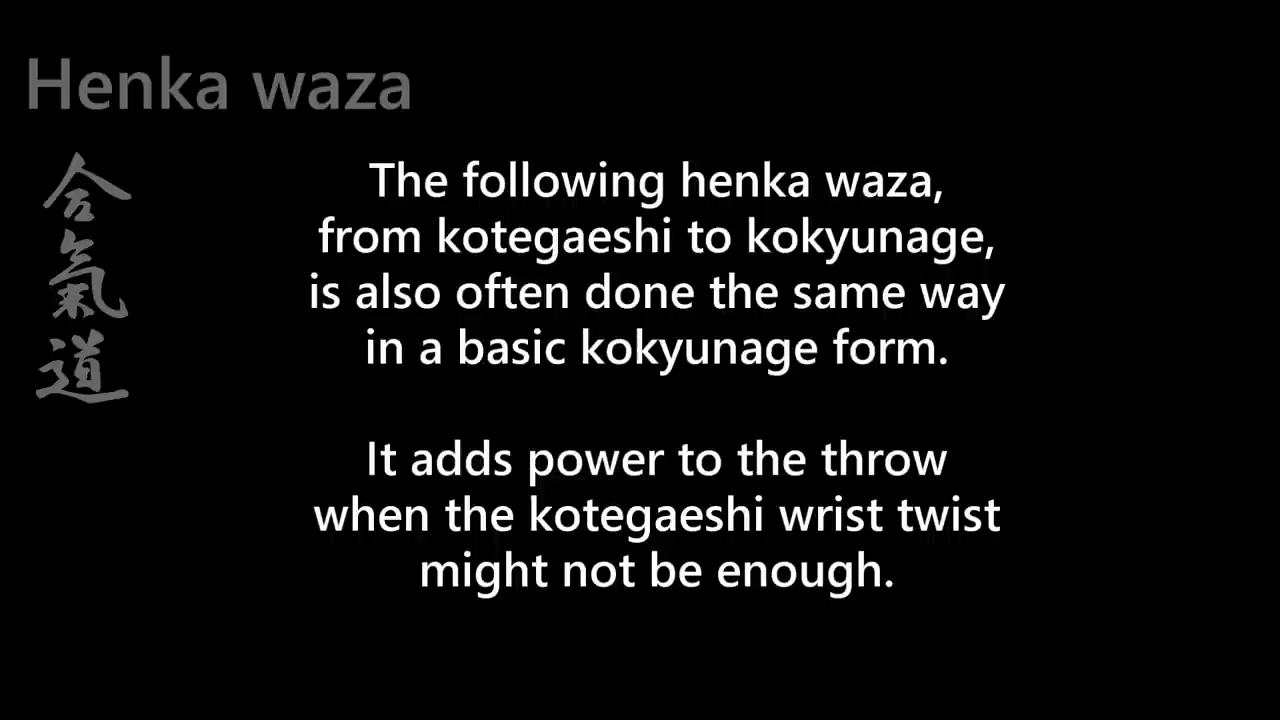 Henka waza
合
氣
道
The following henka waza,
from kotegaeshi to kokyunage,
is also often done the same way
in a basic kokyunage form.
It adds power to the throw
when the kotegaeshi wrist twist
might not be enough.